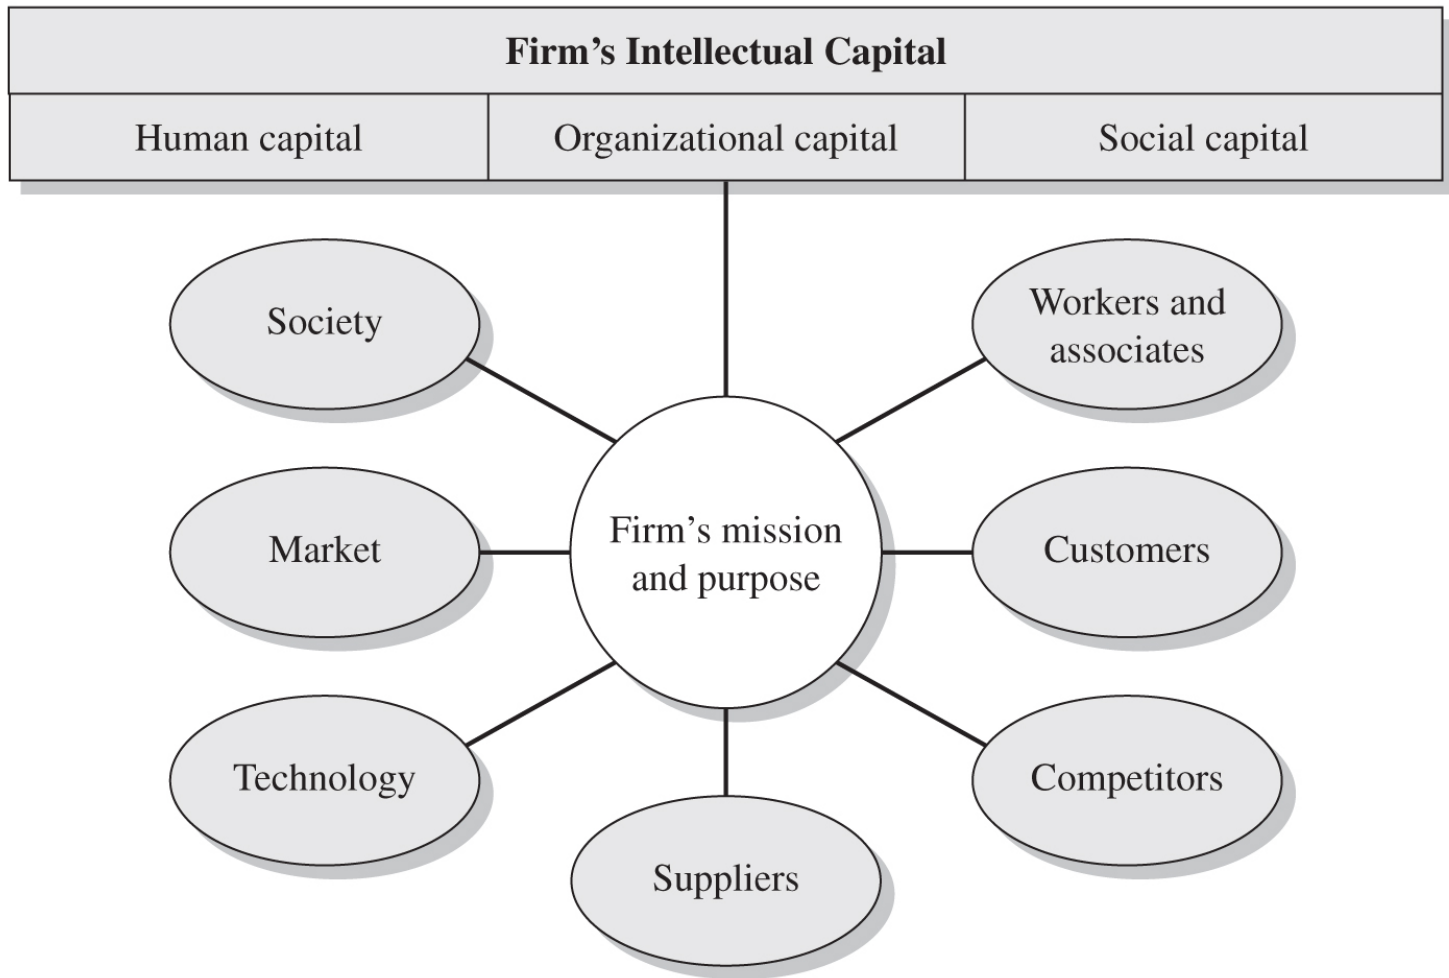 Firm’s Intellectual Capital
Human capital
Organizational capital
Social capital
Society
Workers and
associates
Firm’s mission
and purpose
Market
Customers
Technology
Competitors
Suppliers